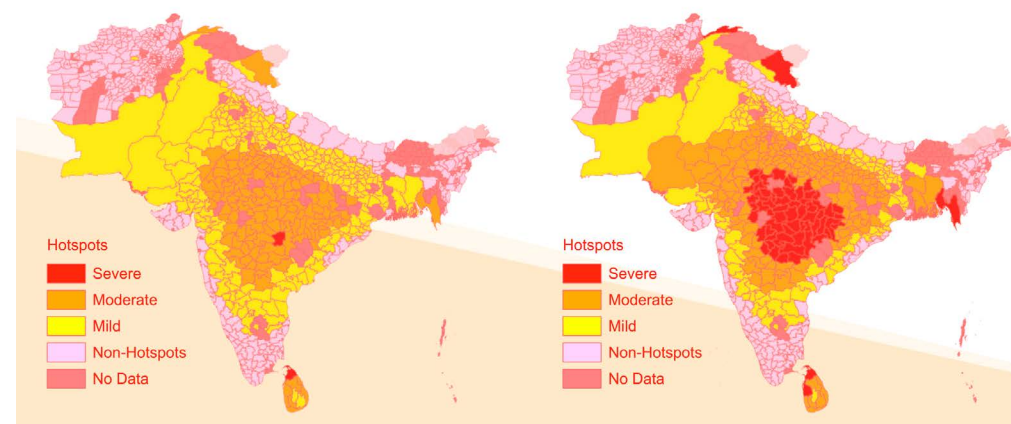 Hotspots
Severe
Moderate
Mild
Non-Hotspots
No Data
Hotspots
Severe
Moderate
Mild
Non-Hotspots
No Data